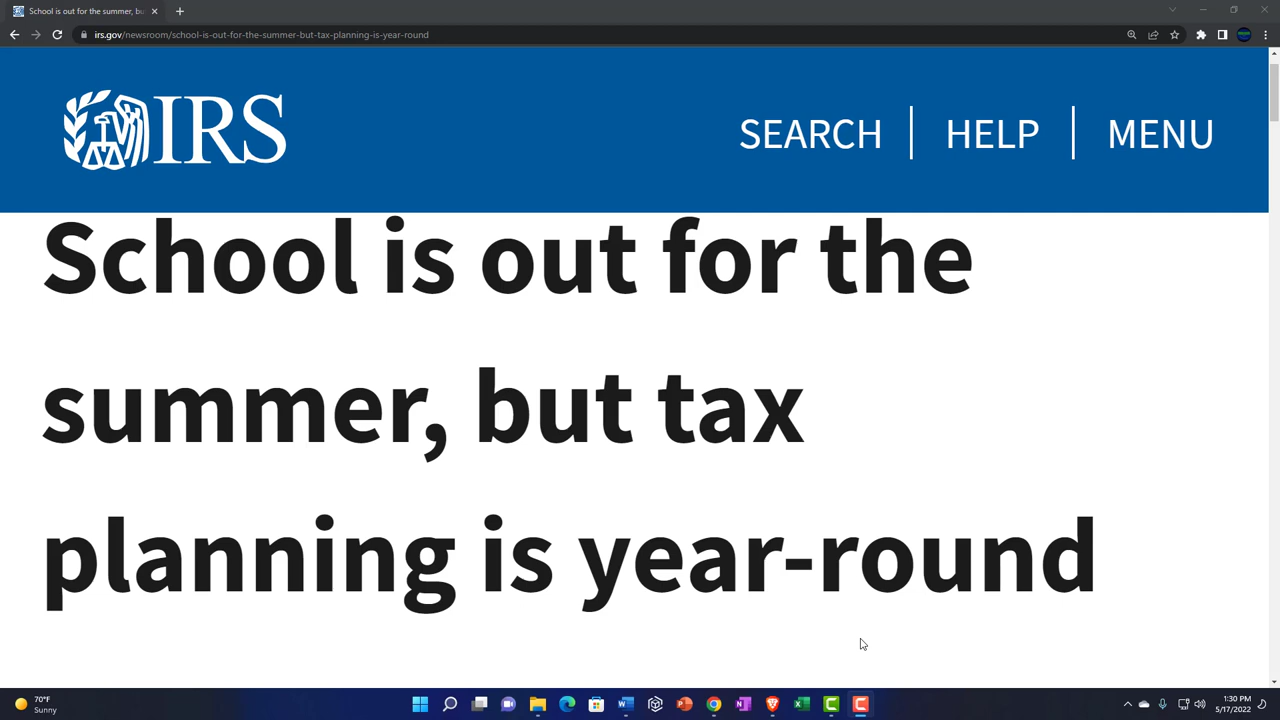 School is out for the summer, bu
irs.gov/newsroom/school-is-out-for-the-summer-but-tax-planning-is-year-round
IRS
SEARCH
HELP
MENU
School is out for the
summer, but tax
planning is year-round
70°F
Sunny
1:30 PM
5/17/2022